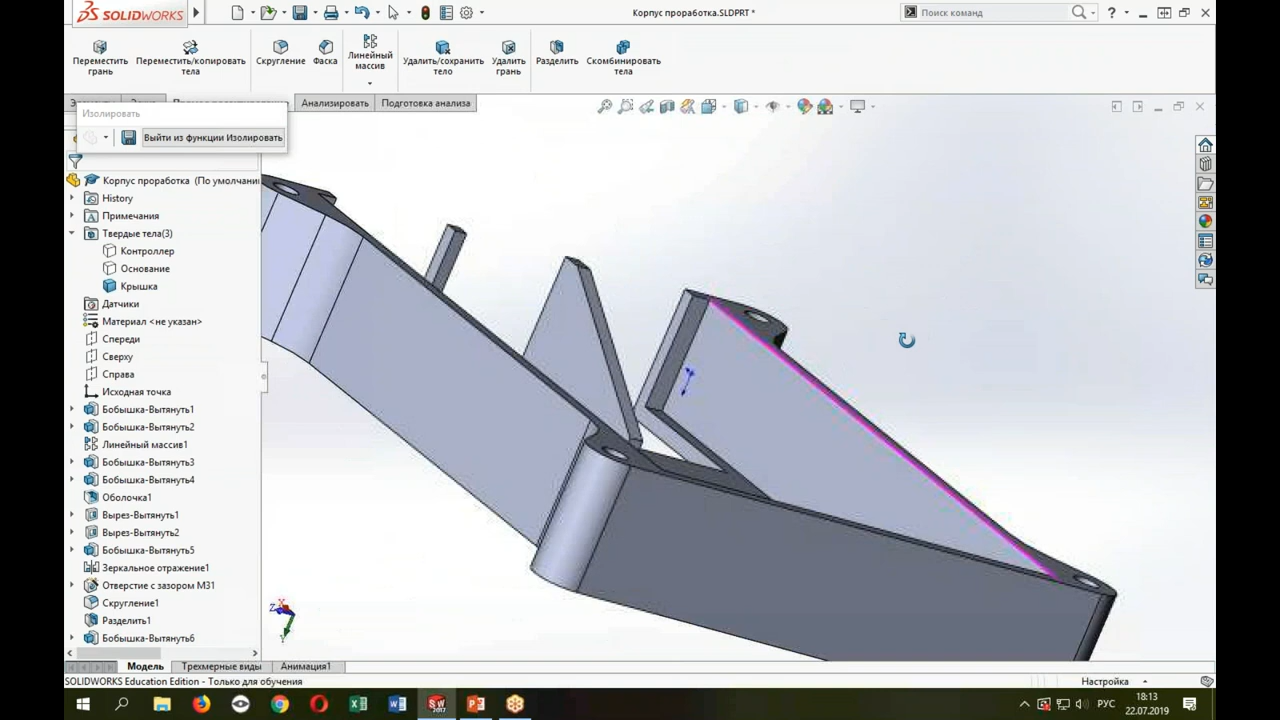 SOLIDWORKS
Корпус проработка.SLDPRT *
Поиск команд
Переместить грань
Переместить/копировать тела
Скругление
Фаска
Линейный массив
Удалить/сохранить тело
Удалить грань
Разделить
Скомбинировать тела
Анализировать
Подготовка анализа
Изолировать
Выйти из функции Изолировать
Корпус проработка (По умолчани
History
Примечания
Твердые тела(3)
Контроллер
Основание
Крышка
Датчики
Материал <не указан>
Спереди
Сверху
Справа
Исходная точка
Бобышка-Вытянуть1
Бобышка-Вытянуть2
Линейный массив1
Бобышка-Вытянуть3
Бобышка-Вытянуть4
Оболочка1
Вырез-Вытянуть1
Вырез-Вытянуть2
Бобышка-Вытянуть5
Зеркальное отражение1
Отверстие с зазором M31
Скругление1
Разделить1
Бобышка-Вытянуть6
Z X Y
Модель
Трехмерные виды
Анимация1
SOLIDWORKS Education Edition - Только для обучения
Настройка
SW 2017
РУС
18:13
22.07.2019